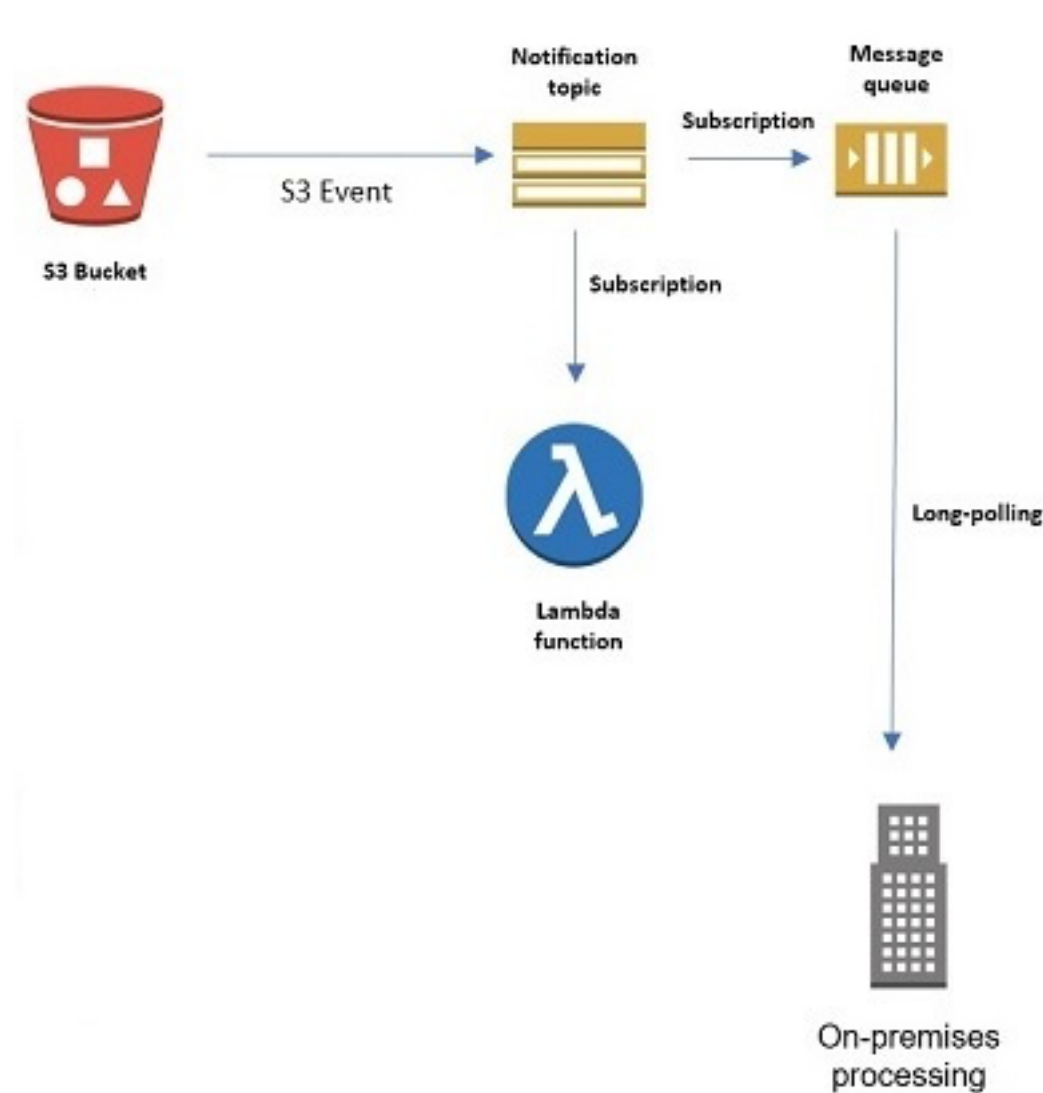 Notification
topic
Message
queue
Subscription
S3 Event
S3 Bucket
Subscription
Lambda
function
Long-polling
On-premises
processing